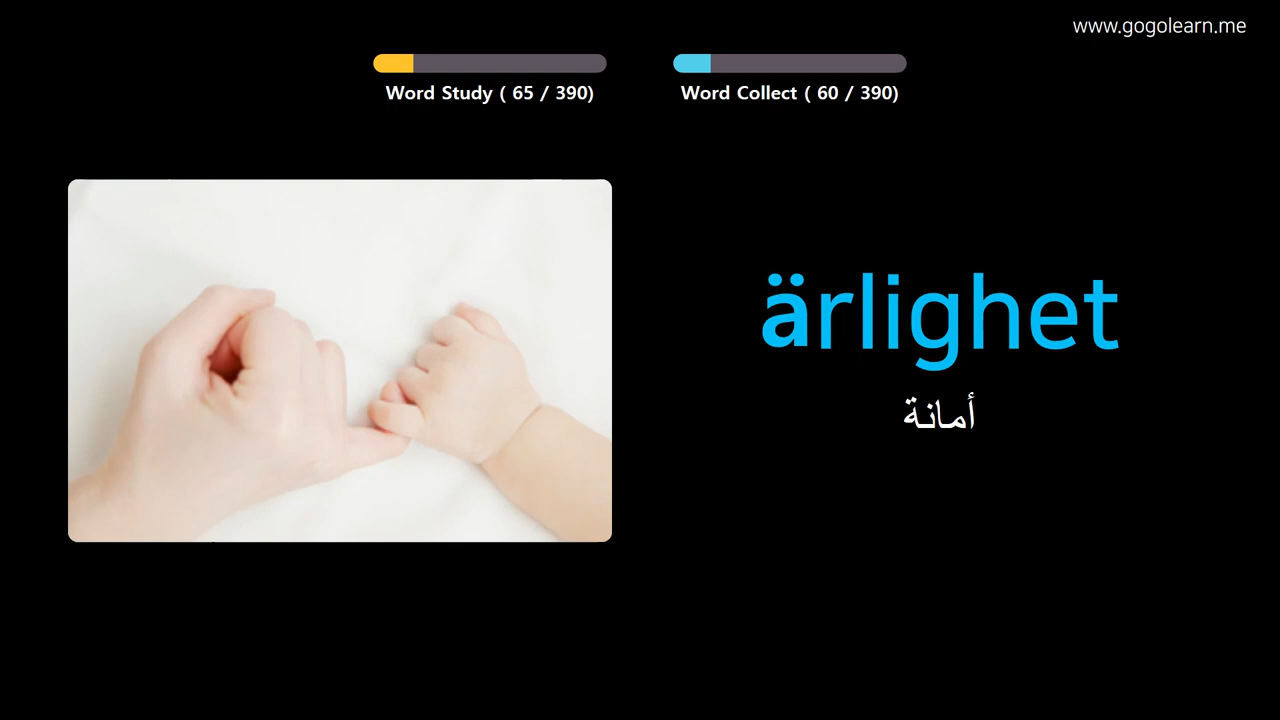 www.gogolearn.me
Word Study ( 65 / 390)
Word Collect ( 60 / 390)
ärlighet
أمانة